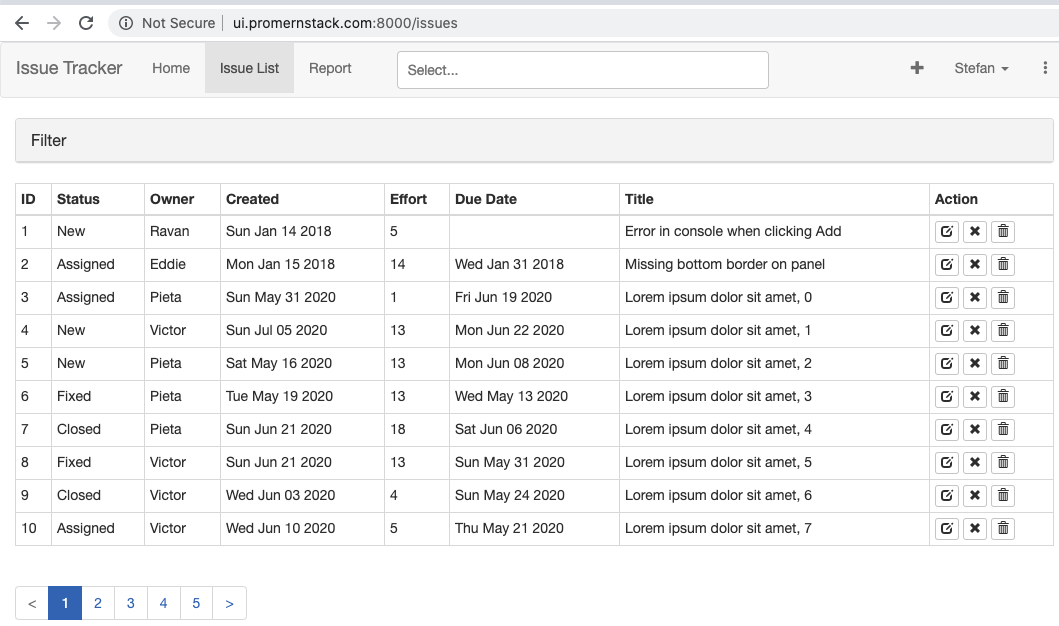 Not Secure | ui.promernstack.com:8000/issues
Issue Tracker Home Issue List Report Select... Stefan
Filter
ID Status Owner Created Effort Due Date Title Action
1 New Ravan Sun Jan 14 2018 5 Error in console when clicking Add
2 Assigned Eddie Mon Jan 15 2018 14 Wed Jan 31 2018 Missing bottom border on panel
3 Assigned Pieta Sun May 31 2020 1 Fri Jun 19 2020 Lorem ipsum dolor sit amet, 0
4 New Victor Sun Jul 05 2020 13 Mon Jun 22 2020 Lorem ipsum dolor sit amet, 1
5 New Pieta Sat May 16 2020 13 Mon Jun 08 2020 Lorem ipsum dolor sit amet, 2
6 Fixed Pieta Tue May 19 2020 13 Wed May 13 2020 Lorem ipsum dolor sit amet, 3
7 Closed Pieta Sun Jun 21 2020 18 Sat Jun 06 2020 Lorem ipsum dolor sit amet, 4
8 Fixed Victor Sun Jun 21 2020 13 Sun May 31 2020 Lorem ipsum dolor sit amet, 5
9 Closed Victor Wed Jun 03 2020 4 Sun May 24 2020 Lorem ipsum dolor sit amet, 6
10 Assigned Victor Wed Jun 10 2020 5 Thu May 21 2020 Lorem ipsum dolor sit amet, 7
< 1 2 3 4 5 >